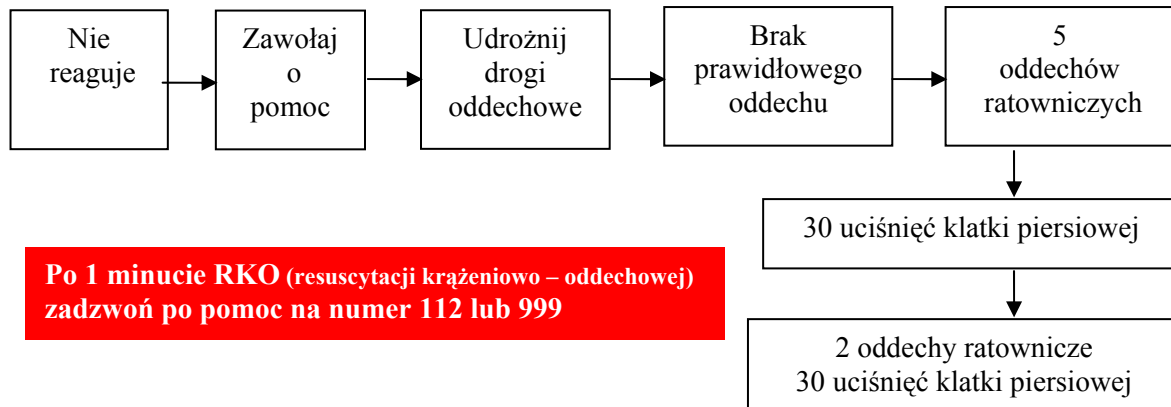 Nie
reaguje
Zawołaj
o
pomoc
Udrożnij
drogi
oddechowe
Brak
prawidłowego
oddechu
5
oddechów
ratowniczych
30 uciśnięć klatki piersiowej
Po 1 minucie RKO (resuscytacji krążeniowo – oddechowej)
zadzwoń po pomoc na numer 112 lub 999
2 oddechy ratownicze
30 uciśnięć klatki piersiowej